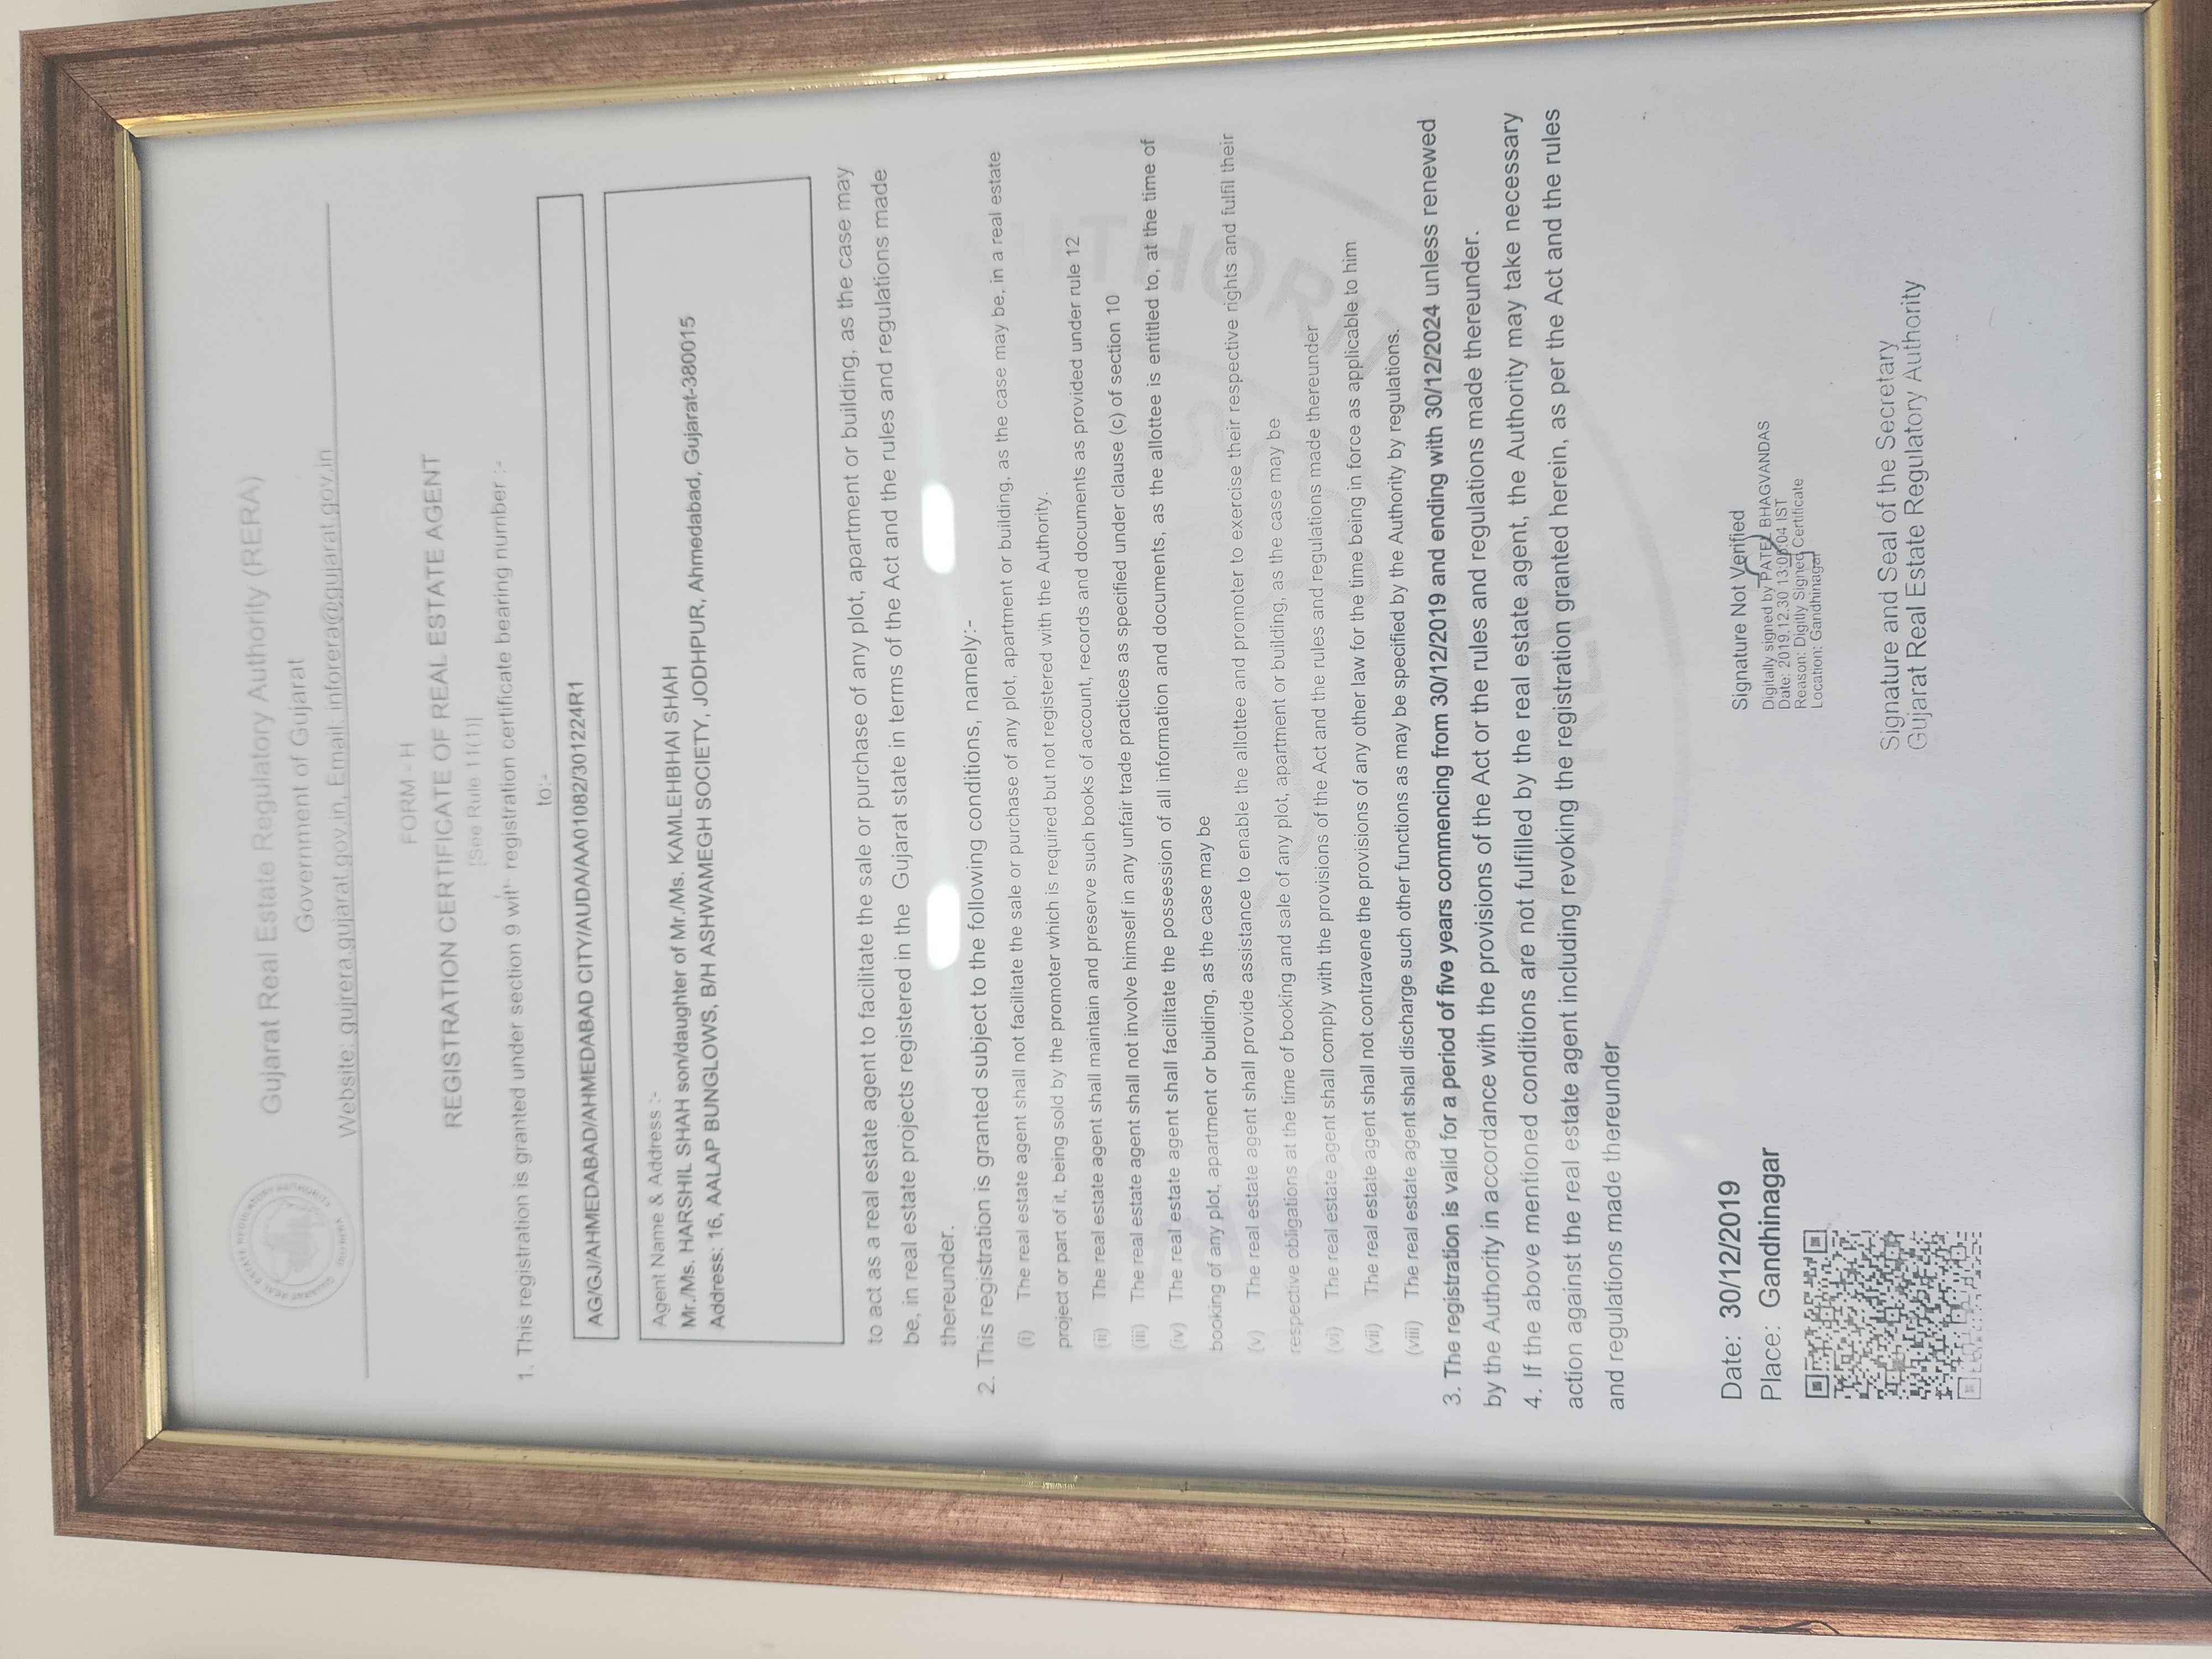 Gujarat Real Estate Regulatory Authority (RERA)
Government of Gujarat
Website: gujrera.gujarat.gov.in, Email: inforera@gujarat.gov.in
FORM - H
REGISTRATION CERTIFICATE OF REAL ESTATE AGENT
[See Rule 11(1)]
1. This registration is granted under section 9 with registration certificate bearing number :-
to:-
AG/GJ/AHMEDABAD/AHMEDABAD CITY/AUDA/AA01082/301224R1
Agent Name & Address :-
Mr./Ms. HARSHIL SHAH son/daughter of Mr./Ms. KAMLEHBHAI SHAH
Address: 16, AALAP BUNGLOWS, B/H ASHWAMEGH SOCIETY, JODHPUR, Ahmedabad, Gujarat-380015
to act as a real estate agent to facilitate the sale or purchase of any plot, apartment or building, as the case may
be, in real estate projects registered in the Gujarat state in terms of the Act and the rules and regulations made
thereunder.
2. This registration is granted subject to the following conditions, namely:-
(i) The real estate agent shall not facilitate the sale or purchase of any plot, apartment or building, as the case may be, in a real estate
project or part of it, being sold by the promoter which is required but not registered with the Authority.
(ii) The real estate agent shall maintain and preserve such books of account, records and documents as provided under rule 12
(iii) The real estate agent shall not involve himself in any unfair trade practices as specified under clause (c) of section 10
(iv) The real estate agent shall facilitate the possession of all information and documents, as the allottee is entitled to, at the time of
booking of any plot, apartment or building, as the case may be
(v) The real estate agent shall provide assistance to enable the allottee and promoter to exercise their respective rights and fulfil their
respective obligations at the time of booking and sale of any plot, apartment or building, as the case may be
(vi) The real estate agent shall comply with the provisions of the Act and the rules and regulations made thereunder
(vii) The real estate agent shall not contravene the provisions of any other law for the time being in force as applicable to him
(viii) The real estate agent shall discharge such other functions as may be specified by the Authority by regulations.
3. The registration is valid for a period of five years commencing from 30/12/2019 and ending with 30/12/2024 unless renewed
by the Authority in accordance with the provisions of the Act or the rules and regulations made thereunder.
4. If the above mentioned conditions are not fulfilled by the real estate agent, the Authority may take necessary
action against the real estate agent including revoking the registration granted herein, as per the Act and the rules
and regulations made thereunder
Date: 30/12/2019
Place: Gandhinagar
Signature Not Verified
Digitally signed by PATEL BHAGVANDAS
Date: 2019.12.30 IST
Reason: Digitlly Signed Certificate
Location: Gandhinagar
Signature and Seal of the Secretary
Gujarat Real Estate Regulatory Authority